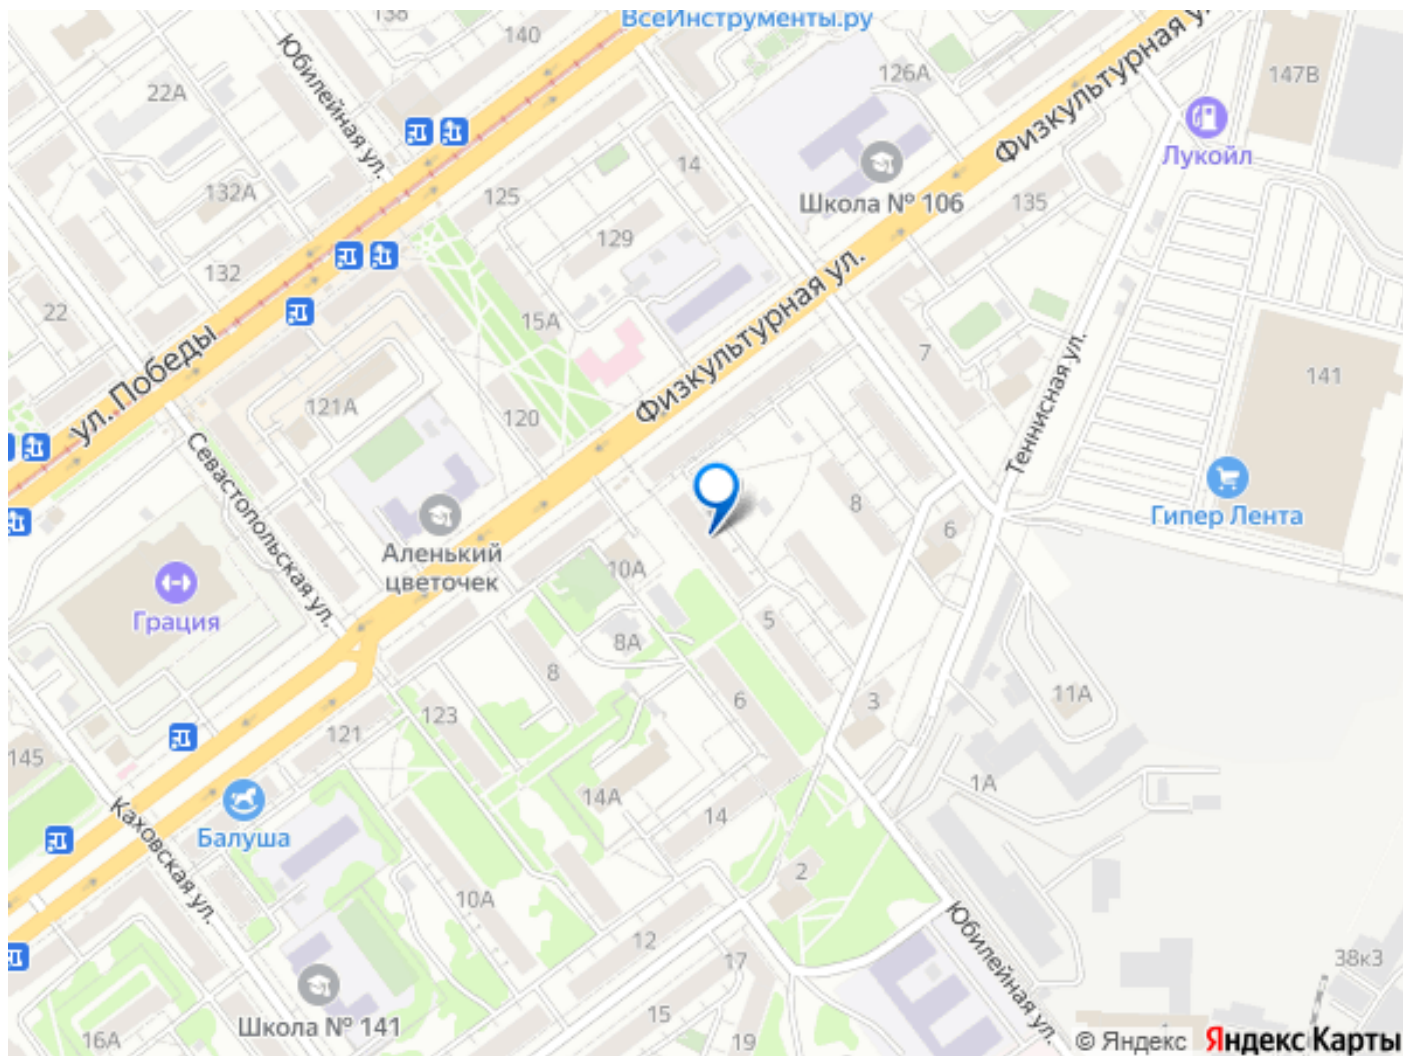 138
ВсеИнструменты.ру
140
Юбилейная ул.
22А
126А
147В
Физкультурная ул.
Лукойл
14
Школа № 106
132А
125
135
129
132
22
15А
Физкультурная ул.
7
ул. Победы
121А
120
Теннисная ул.
141
Севастопольская ул.
8
6
Гипер Лента
Аленький
цветочек
10А
Грация
5
8А
8
6
3
11А
123
121
145
1А
14А
14
Балуша
Каховская ул.
2
10А
Юбилейная ул.
12
17
38к3
Школа № 141
15
16А
19
© Яндекс Яндекс Карты